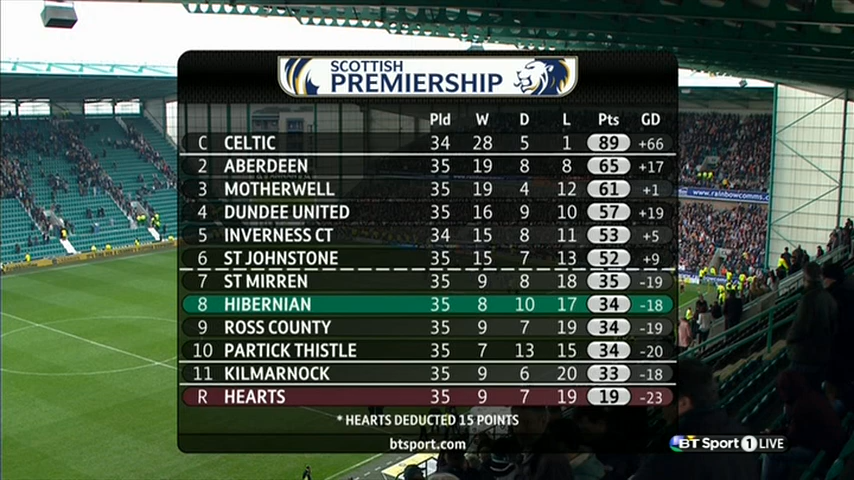 SCOTTISH
PREMIERSHIP
Pld W D L Pts GD
C CELTIC 34 28 5 1 89 +66
2 ABERDEEN 35 19 8 8 65 +17
3 MOTHERWELL 35 19 4 12 61 +1
4 DUNDEE UNITED 35 16 9 10 57 +19
5 INVERNESS CT 34 15 8 11 53 +5
6 ST JOHNSTONE 35 15 7 13 52 +9
7 ST MIRREN 35 9 8 18 35 -19
8 HIBERNIAN 35 8 10 17 34 -18
9 ROSS COUNTY 35 9 7 19 34 -19
10 PARTICK THISTLE 35 7 13 15 34 -20
11 KILMARNOCK 35 9 6 20 33 -18
R HEARTS 35 9 7 19 19 -23
* HEARTS DEDUCTED 15 POINTS
btsport.com
www.rainbowcomms.c
BT Sport 1 LIVE